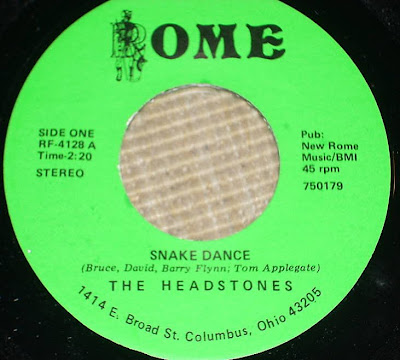 ROME
SIDE ONE
RF-4128 A
Time-2:20
STEREO
Pub:
New Rome
Music/BMI
45 rpm
750179
SNAKE DANCE
(Bruce, David, Barry Flynn; Tom Applegate)
THE HEADSTONES
1414 E. Broad St. Columbus, Ohio 43205